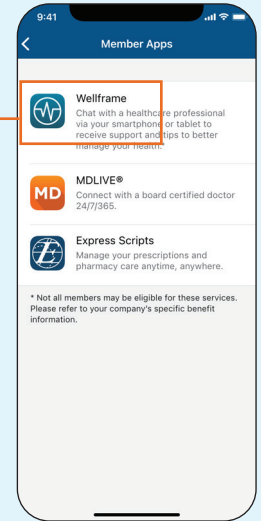 9:41
Member Apps
Wellframe
Chat with a healthcare professional
via your smartphone or tablet to
receive support and tips to better
manage your health.
MD
MDLIVE®
Connect with a board certified doctor
24/7/365.
Express Scripts
Manage your prescriptions and
pharmacy care anytime, anywhere.
* Not all members may be eligible for these services.
Please refer to your company's specific benefit
information.